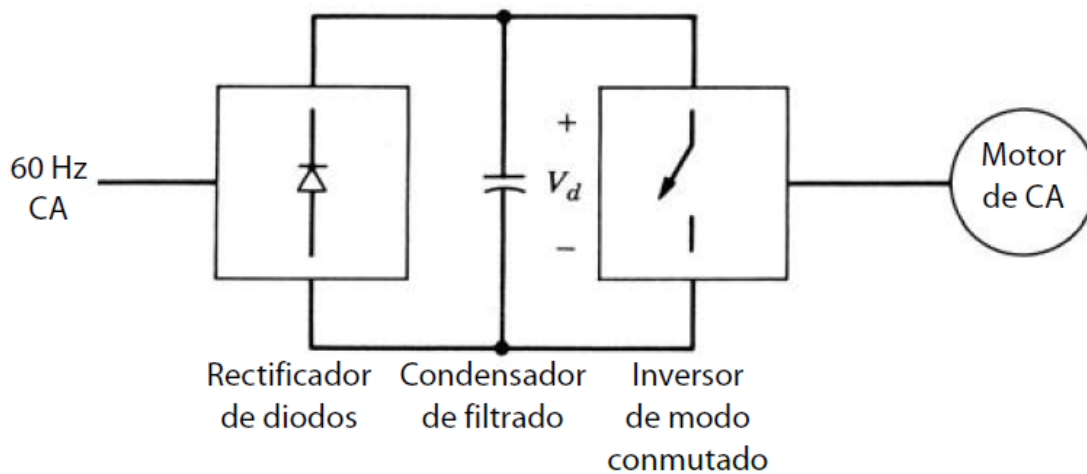 60 Hz
CA
+
V_d
−
Motor
de CA
Rectificador
de diodos
Condensador
de filtrado
Inversor
de modo
conmutado